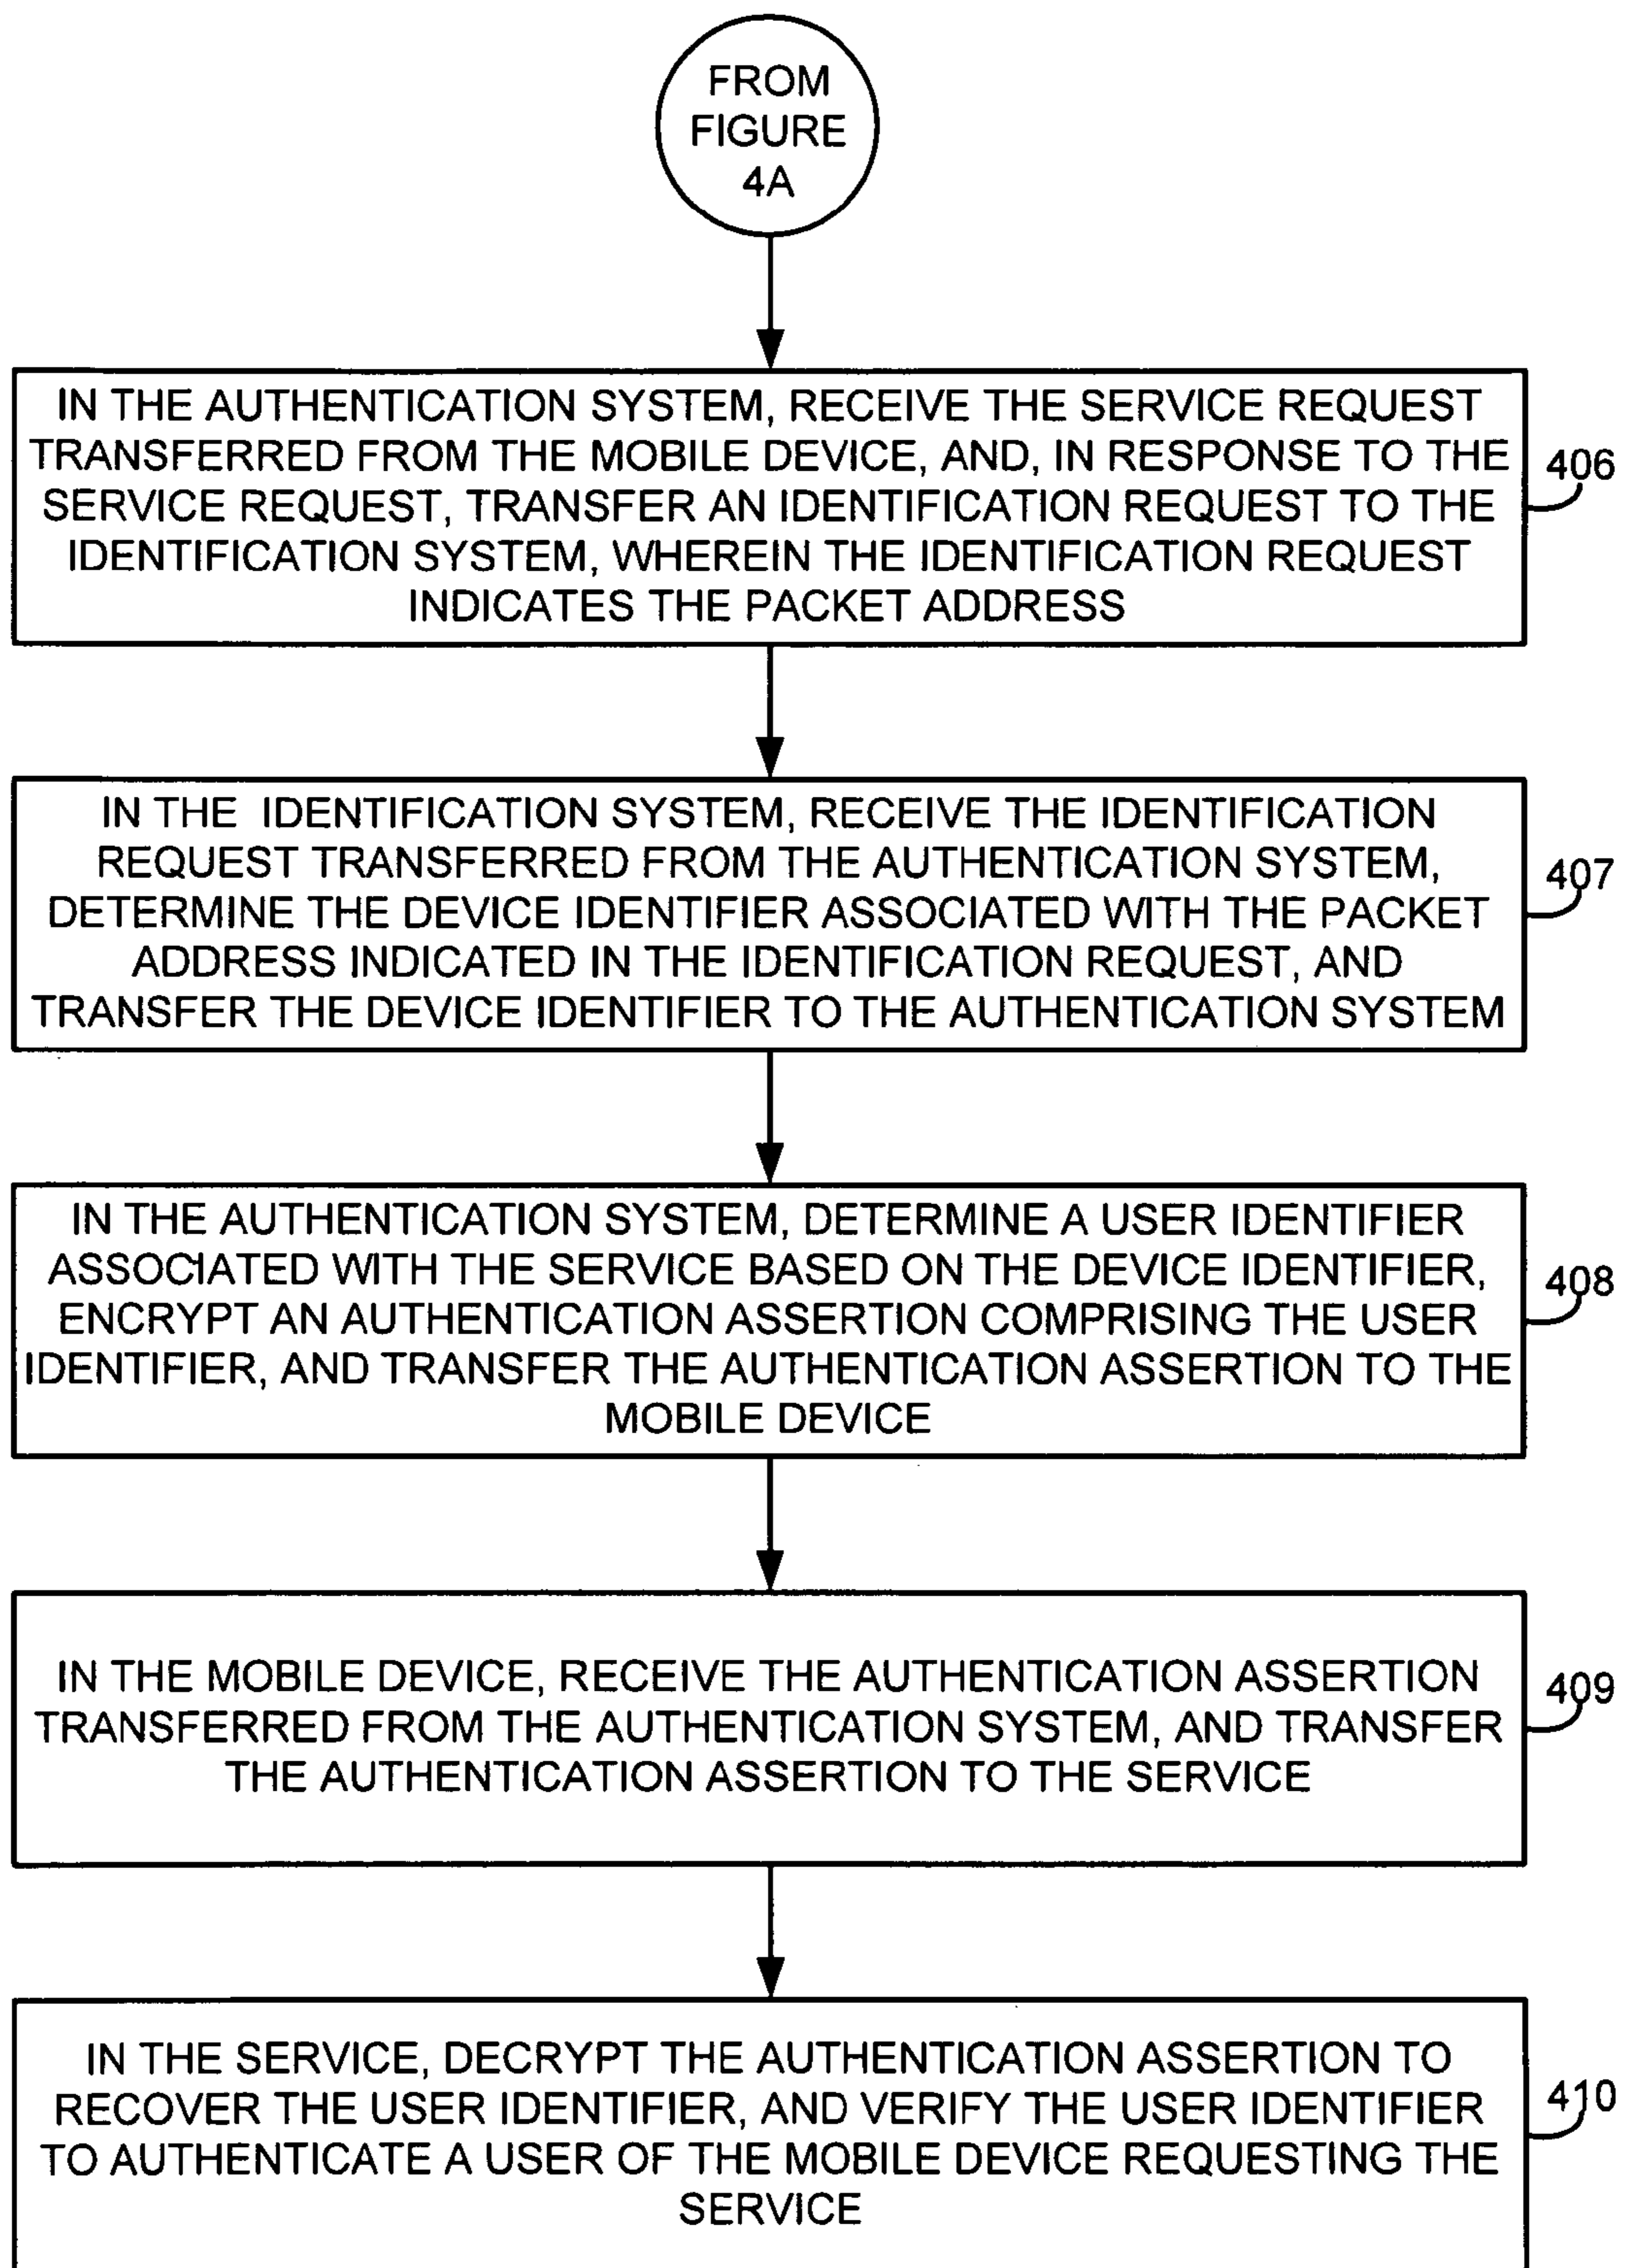 FROM
FIGURE
4A
IN THE AUTHENTICATION SYSTEM, RECEIVE THE SERVICE REQUEST
TRANSFERRED FROM THE MOBILE DEVICE, AND, IN RESPONSE TO THE
SERVICE REQUEST, TRANSFER AN IDENTIFICATION REQUEST TO THE
IDENTIFICATION SYSTEM, WHEREIN THE IDENTIFICATION REQUEST
INDICATES THE PACKET ADDRESS
406
IN THE IDENTIFICATION SYSTEM, RECEIVE THE IDENTIFICATION
REQUEST TRANSFERRED FROM THE AUTHENTICATION SYSTEM,
DETERMINE THE DEVICE IDENTIFIER ASSOCIATED WITH THE PACKET
ADDRESS INDICATED IN THE IDENTIFICATION REQUEST, AND
TRANSFER THE DEVICE IDENTIFIER TO THE AUTHENTICATION SYSTEM
407
IN THE AUTHENTICATION SYSTEM, DETERMINE A USER IDENTIFIER
ASSOCIATED WITH THE SERVICE BASED ON THE DEVICE IDENTIFIER,
ENCRYPT AN AUTHENTICATION ASSERTION COMPRISING THE USER
IDENTIFIER, AND TRANSFER THE AUTHENTICATION ASSERTION TO THE
MOBILE DEVICE
408
IN THE MOBILE DEVICE, RECEIVE THE AUTHENTICATION ASSERTION
TRANSFERRED FROM THE AUTHENTICATION SYSTEM, AND TRANSFER
THE AUTHENTICATION ASSERTION TO THE SERVICE
409
IN THE SERVICE, DECRYPT THE AUTHENTICATION ASSERTION TO
RECOVER THE USER IDENTIFIER, AND VERIFY THE USER IDENTIFIER
TO AUTHENTICATE A USER OF THE MOBILE DEVICE REQUESTING THE
SERVICE
410